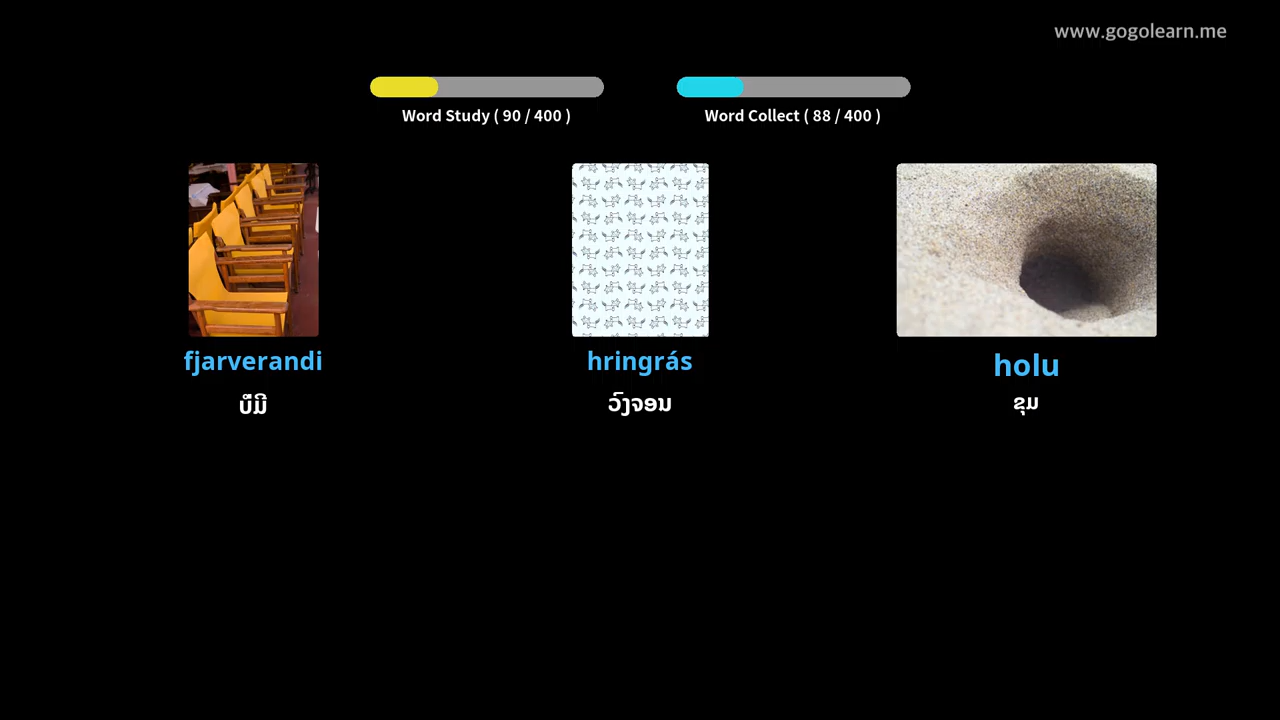 www.gogolearn.me
Word Study ( 90 / 400 )
Word Collect ( 88 / 400 )
fjarverandi
hringrás
holu
ບໍ່ມີ
ວົງຈອນ
ຂຸມ